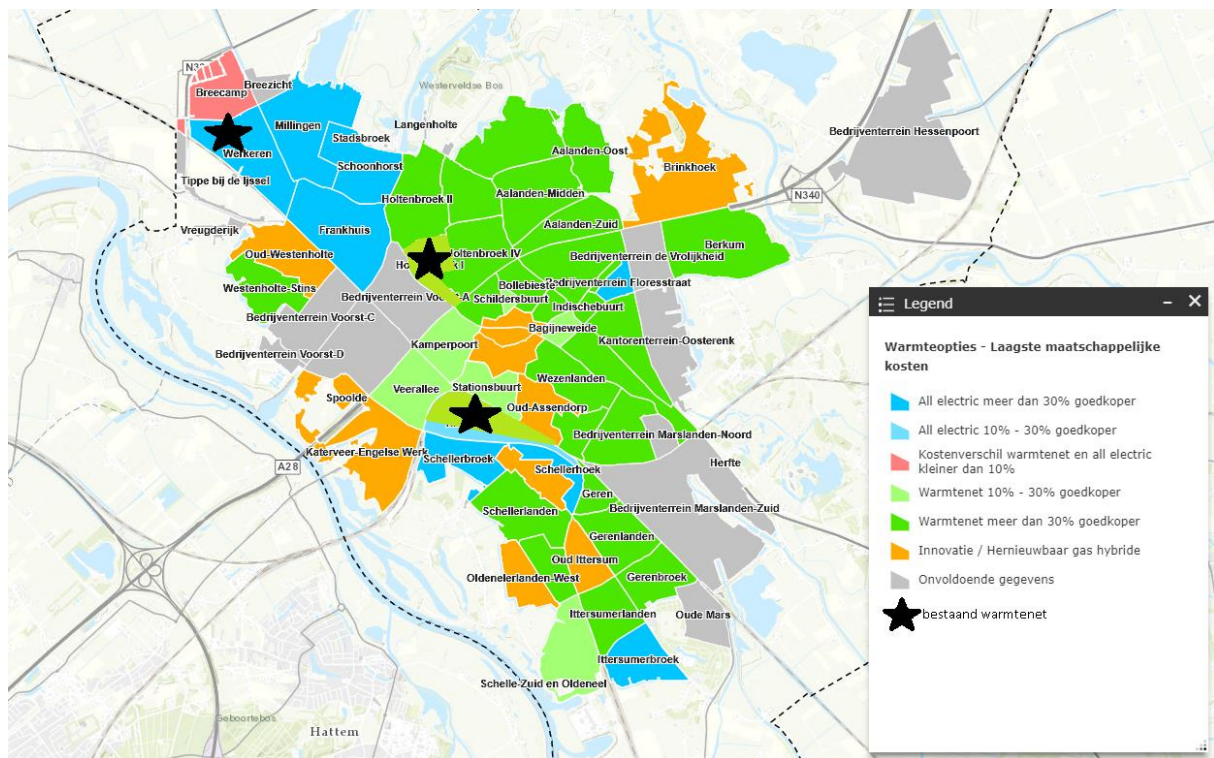 N33
Breezicht
Breecamp
Westerveldse Bos
Millingen
Langenholte
Stadsbroek
Bedrijventerrein Hessenpoort
Werkeren
Schoonhorst
Aalanden-Oost
Brinkhoek
Tippe bij de Ijssel
Holtenbroek II
Aalanden-Midden
N340
Vreugderijk
Frankhuis
Aalanden-Zuid
Berkum
Oud-Westenholte
Holtenbroek IV
Bedrijventerrein de Vrolijkheid
Westenholte-Stins
Bollebieste
Bedrijventerrein Floresstraat
Schildersbuurt
Indischebuurt
Bedrijventerrein Voorst-C
Bagijneweide
Kamperpoort
Kantorenterrein-Oosterenk
Bedrijventerrein Voorst-D
Wezenlanden
Veerallee
Stationsbuurt
Spoolde
Oud-Assendorp
Bedrijventerrein Marslanden-Noord
Katerveer-Engelse Werk
Schellerbroek
Herfte
A28
Schellerhoek
Geren
Schellerlanden
Bedrijventerrein Marslanden-Zuid
Gerenlanden
Oud Ittersum
Oldenelerlanden-West
Gerenbroek
Ittersumerlanden
Oude Mars
Ittersumerbroek
Schelle-Zuid en Oldeneel
Geboortebos
Hattem
Legend
Warmteopties - Laagste maatschappelijke
kosten
All electric meer dan 30% goedkoper
All electric 10% - 30% goedkoper
Kostenverschil warmtenet en all electric
kleiner dan 10%
Warmtenet 10% - 30% goedkoper
Warmtenet meer dan 30% goedkoper
Innovatie / Hernieuwbaar gas hybride
Onvoldoende gegevens
bestaand warmtenet